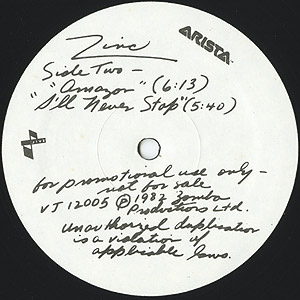 Zinc
ARISTA
Side Two -
"Amazon" (6:13)
"I'll Never Stop" (5:40)
for promotional use only -
not for sale
VJ 12005 ℗ © 1982 Zomba
Productions Ltd.
Unauthorized duplication
is a violation of
applicable laws.